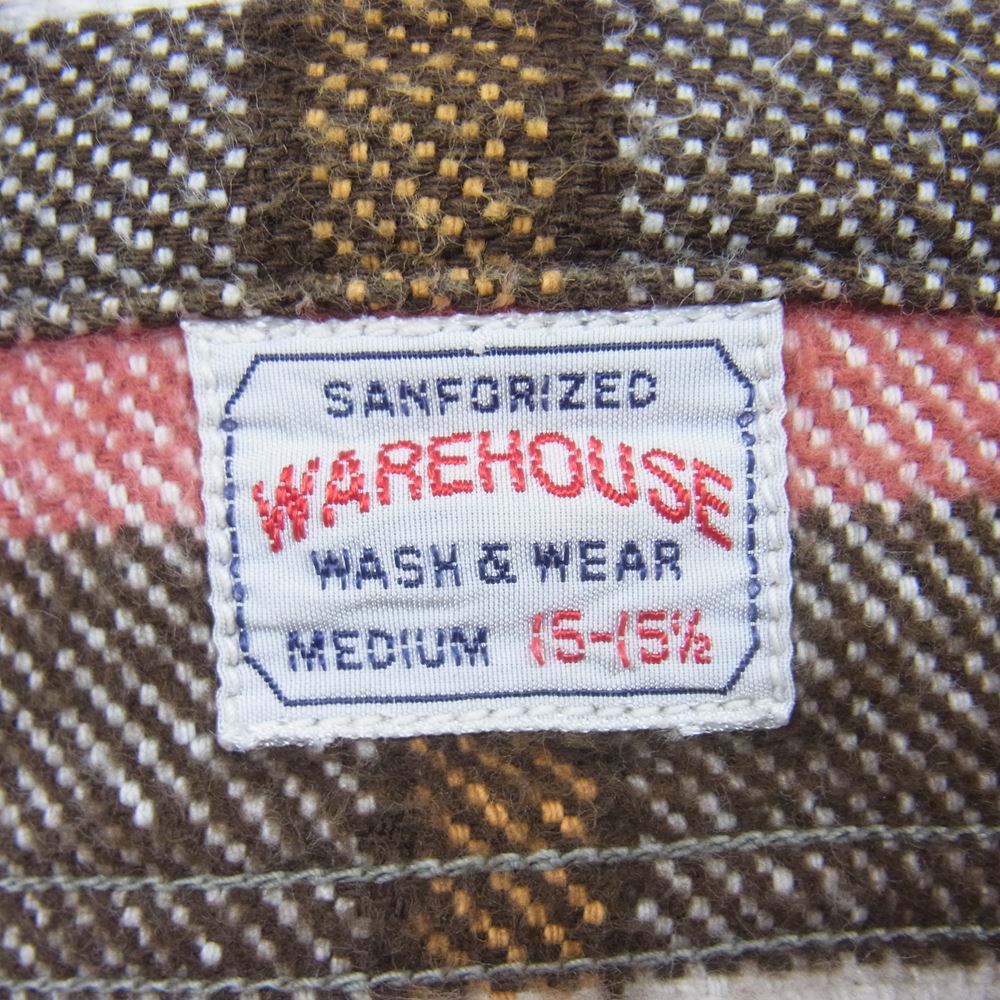 SANFORIZED
WAREHOUSE
WASH & WEAR
MEDIUM 15-15½